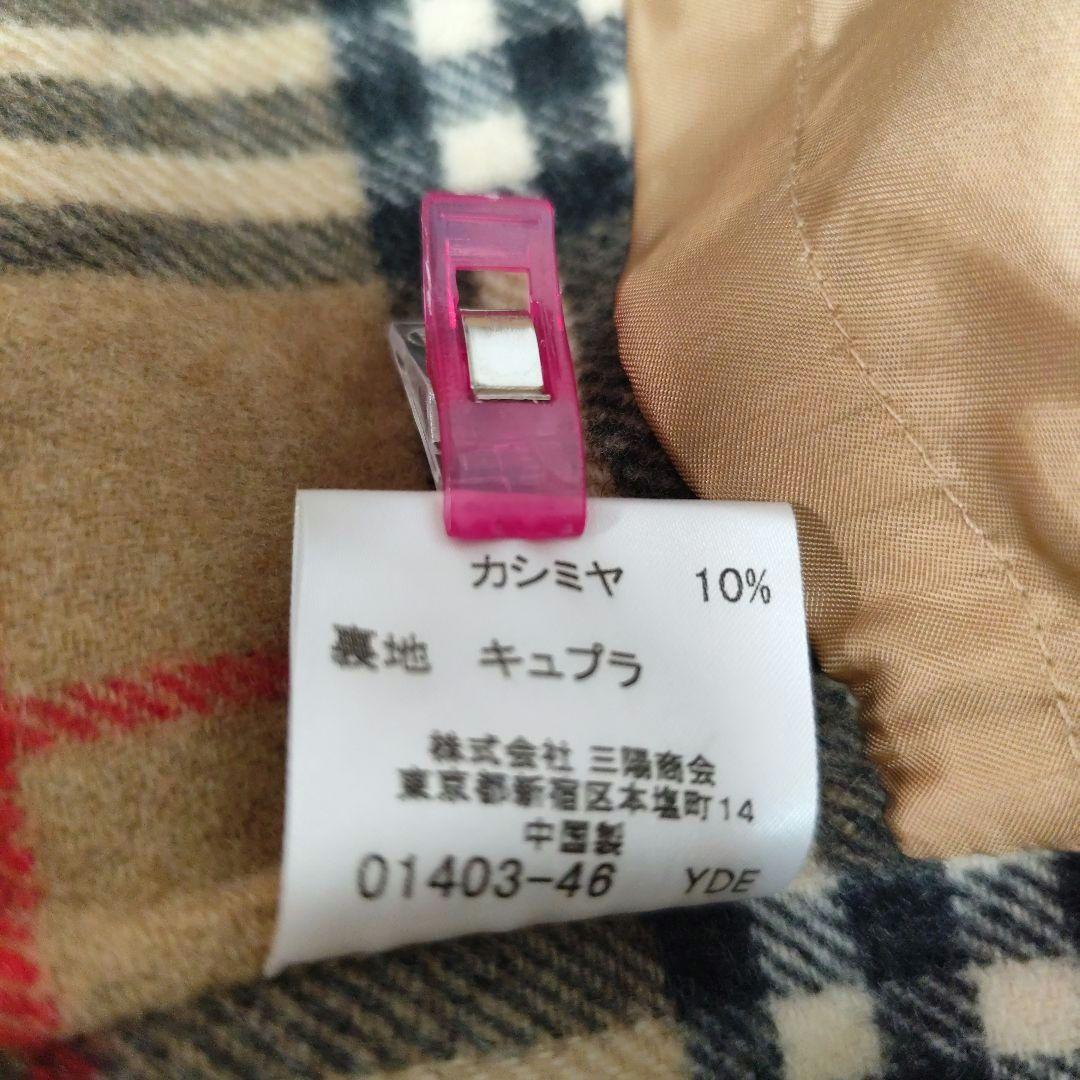 カシミヤ 10%
裏地 キュプラ
株式会社 三陽商会
東京都新宿区本塩町14
中国製
01403-46 YDE